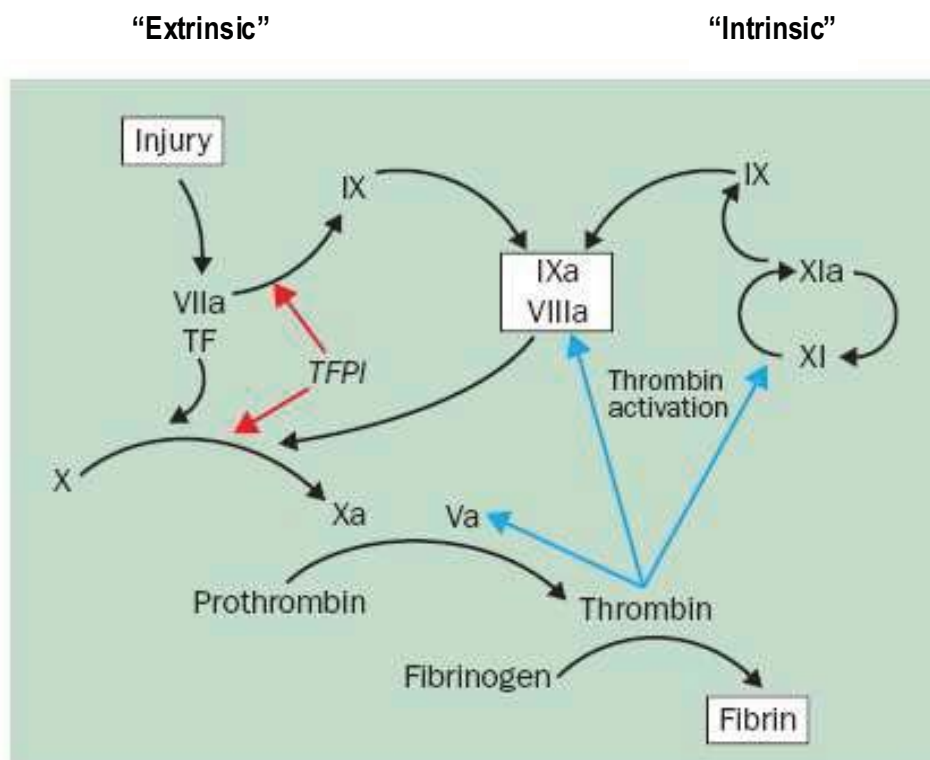 “Extrinsic”
“Intrinsic”
Injury
IX
IX
IXa
VIIIa
XIa
VIIa
TF
TFPI
XI
Thrombin
activation
X
Xa
Va
Prothrombin
Thrombin
Fibrinogen
Fibrin